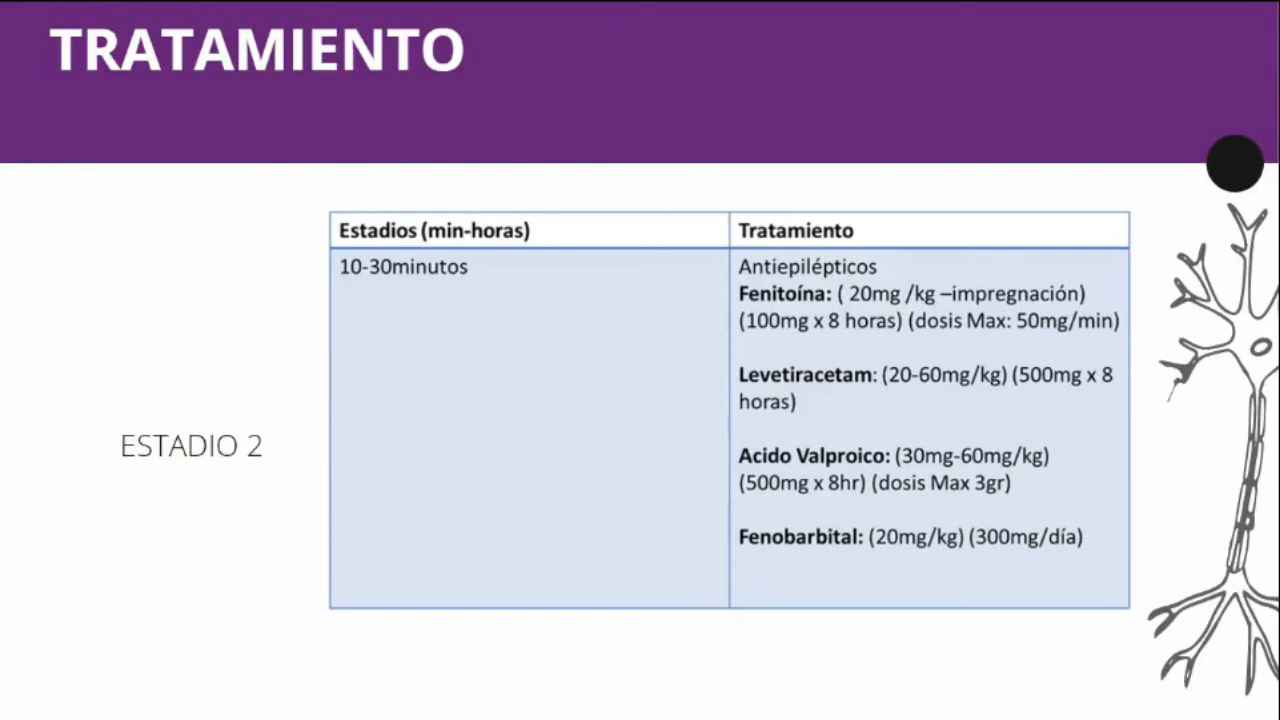 TRATAMIENTO
Estadios (min-horas)
Tratamiento
10-30minutos
Antiepilépticos
Fenitoína: ( 20mg /kg –impregnación)
(100mg x 8 horas) (dosis Max: 50mg/min)
Levetiracetam: (20-60mg/kg) (500mg x 8
horas)
ESTADIO 2
Acido Valproico: (30mg-60mg/kg)
(500mg x 8hr) (dosis Max 3gr)
Fenobarbital: (20mg/kg) (300mg/día)